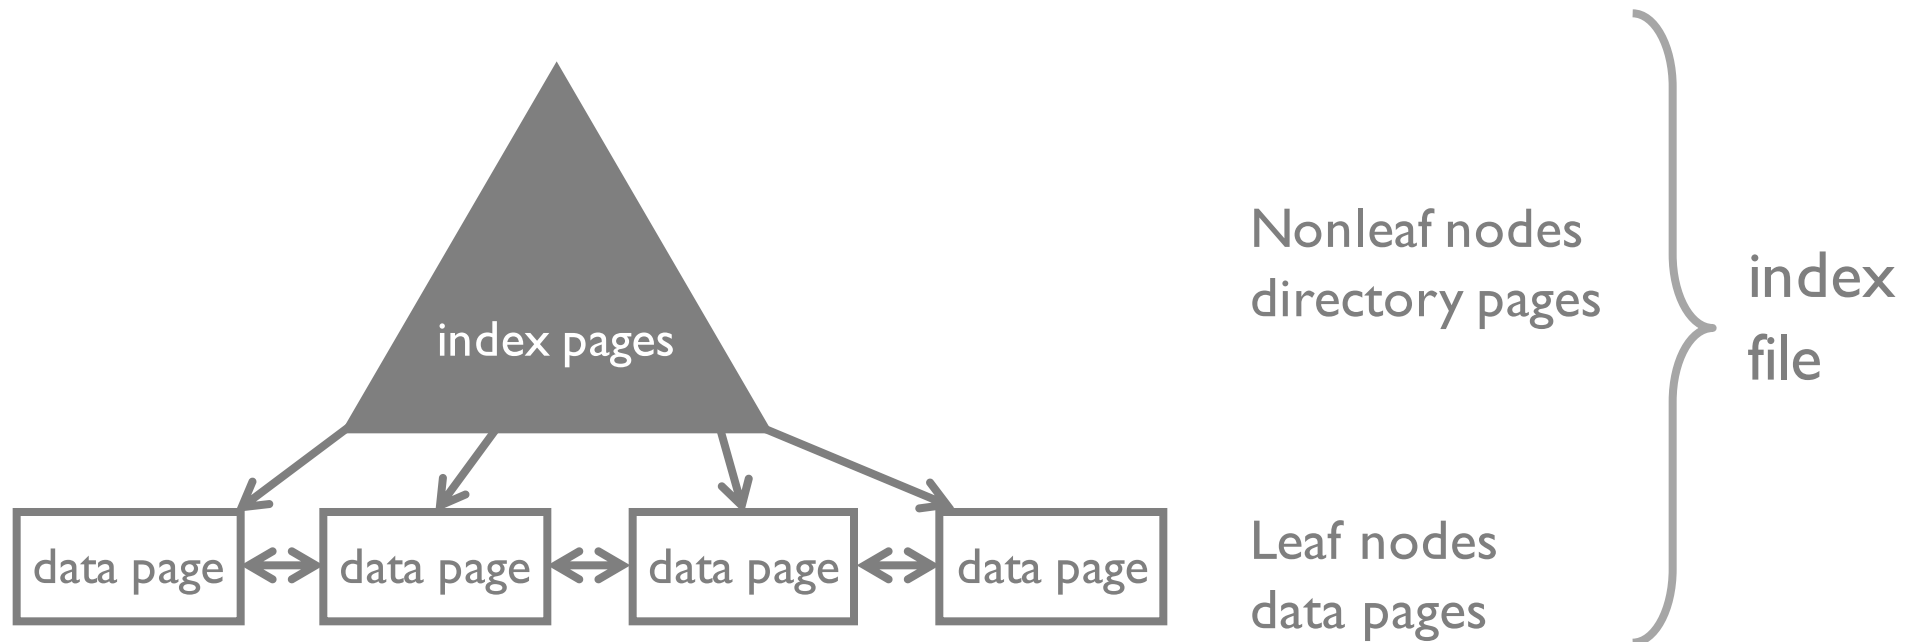 Nonleaf nodes
directory pages
index
file
index pages
data page
data page
data page
data page
Leaf nodes
data pages